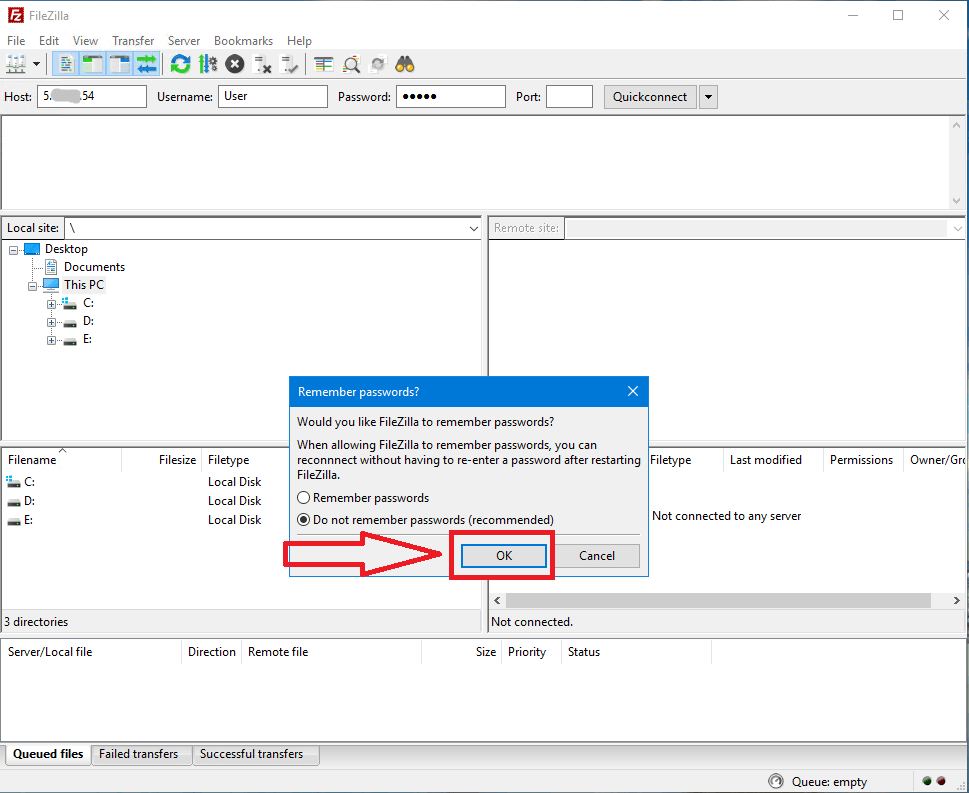 FileZilla
File Edit View Transfer Server Bookmarks Help
Host: 5. .54 Username: User Password: ●●●●● Port: Quickconnect
Local site: \
Remote site:
Desktop
Documents
This PC
C:
D:
E:
Remember passwords?
Would you like FileZilla to remember passwords?
When allowing FileZilla to remember passwords, you can
reconnnect without having to re-enter a password after restarting
FileZilla.
Remember passwords
Do not remember passwords (recommended)
OK Cancel
Filename Filesize Filetype
C: Local Disk
D: Local Disk
E: Local Disk
3 directories
Filetype Last modified Permissions Owner/Gro
Not connected to any server
Not connected.
Server/Local file Direction Remote file Size Priority Status
Queued files Failed transfers Successful transfers
Queue: empty